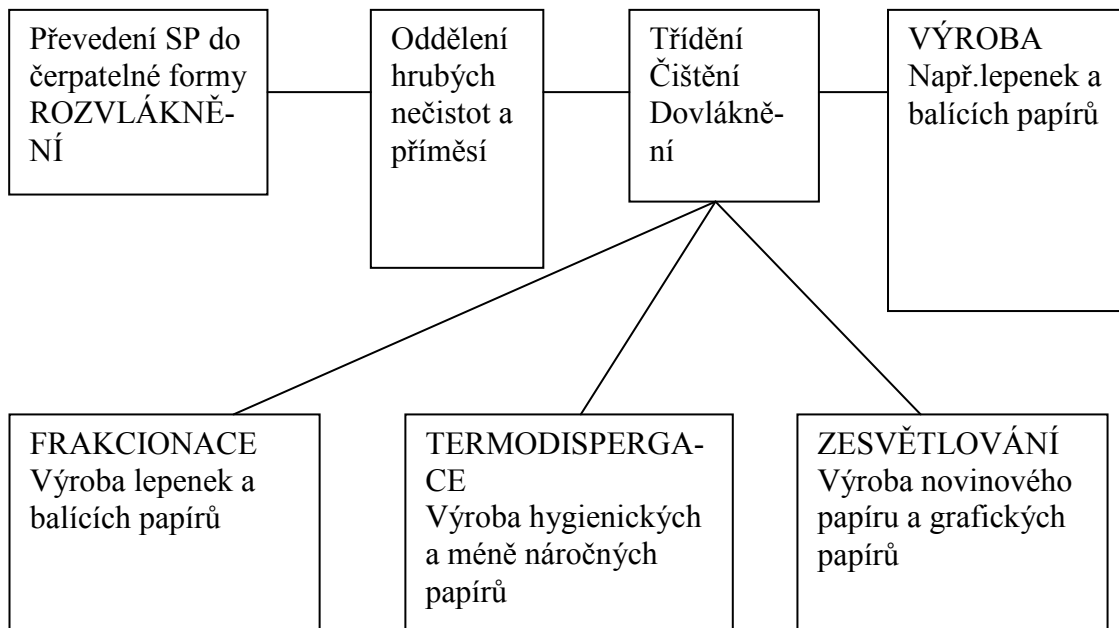 Převedení SP do
čerpatelné formy
ROZVLÁKNĚ-
NÍ
Oddělení
hrubých
nečistot a
příměsí
Třídění
Čištění
Dovlákně-
ní
VÝROBA
Např.lepenek a
balících papírů
FRAKCIONACE
Výroba lepenek a
balících papírů
TERMODISPERGA-
CE
Výroba hygienických
a méně náročných
papírů
ZESVĚTLOVÁNÍ
Výroba novinového
papíru a grafických
papírů